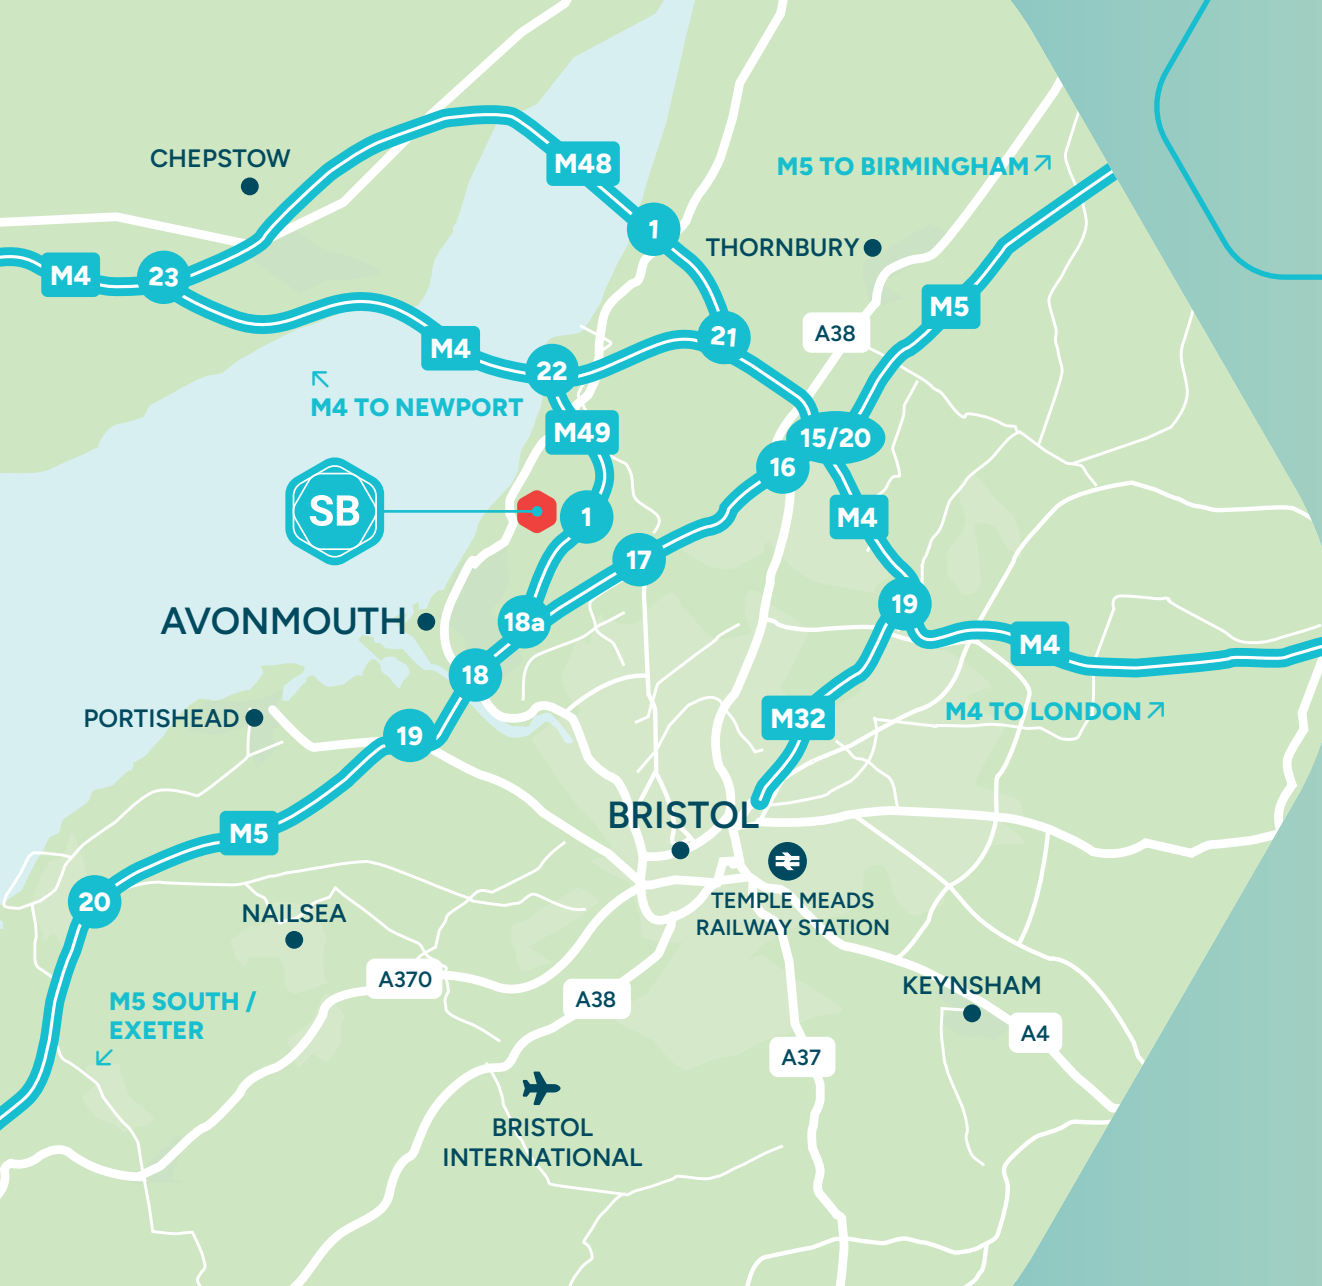 CHEPSTOW
M48
M5 TO BIRMINGHAM
1
THORNBURY
M4
23
M5
A38
21
M4
22
M4 TO NEWPORT
M49
15/20
16
SB
1
M4
17
19
AVONMOUTH
18a
M4
18
PORTISHEAD
M32
M4 TO LONDON
19
BRISTOL
M5
TEMPLE MEADS
RAILWAY STATION
20
NAILSEA
A370
A38
KEYNSHAM
M5 SOUTH /
EXETER
A4
A37
BRISTOL
INTERNATIONAL